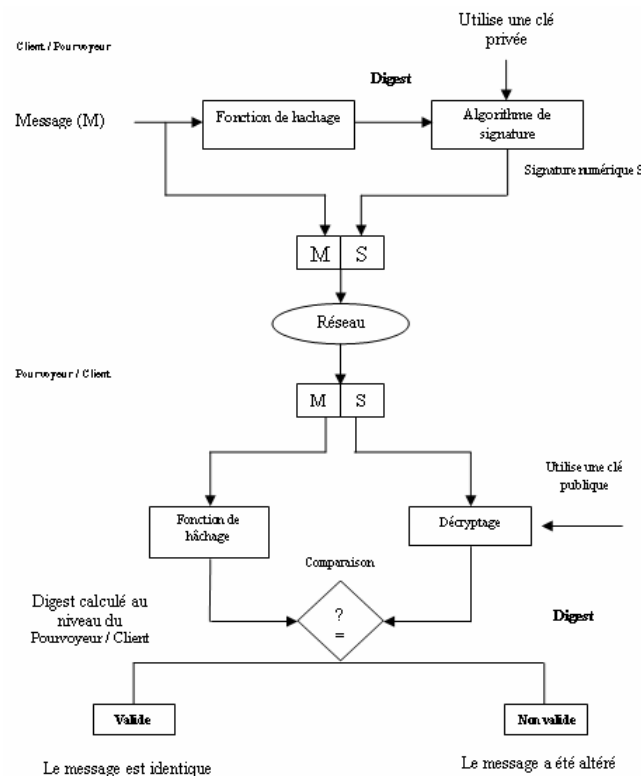 Utilise une clé
privée
Client / Pourvoyeur
Digest
Message (M)
Fonction de hachage
Algorithme de
signature
Signature numérique S
M S
Réseau
Pourvoyeur / Client
M S
Utilise une clé
publique
Fonction de
hâchage
Décryptage
Comparaison
Digest calculé au
niveau du
Pourvoyeur / Client
?
=
Digest
Valide
Non valide
Le message est identique
Le message a été altéré